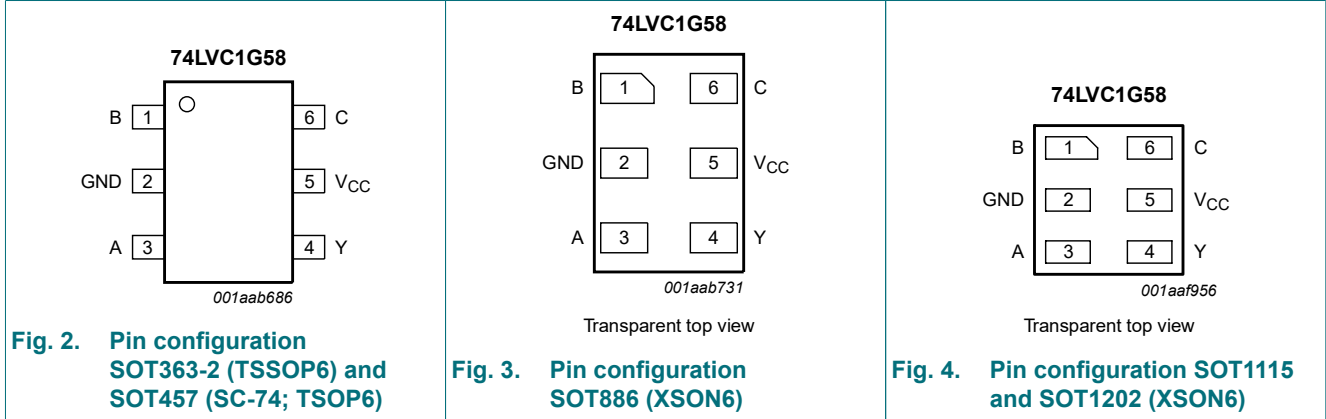 74LVC1G58
B 1 6 C
GND 2 5 VCC
A 3 4 Y
001aab686
Fig. 2. Pin configuration
SOT363-2 (TSSOP6) and
SOT457 (SC-74; TSOP6)
74LVC1G58
B 1 6 C
GND 2 5 VCC
A 3 4 Y
001aab731
Transparent top view
Fig. 3. Pin configuration
SOT886 (XSON6)
74LVC1G58
B 1 6 C
GND 2 5 VCC
A 3 4 Y
001aaf956
Transparent top view
Fig. 4. Pin configuration SOT1115
and SOT1202 (XSON6)